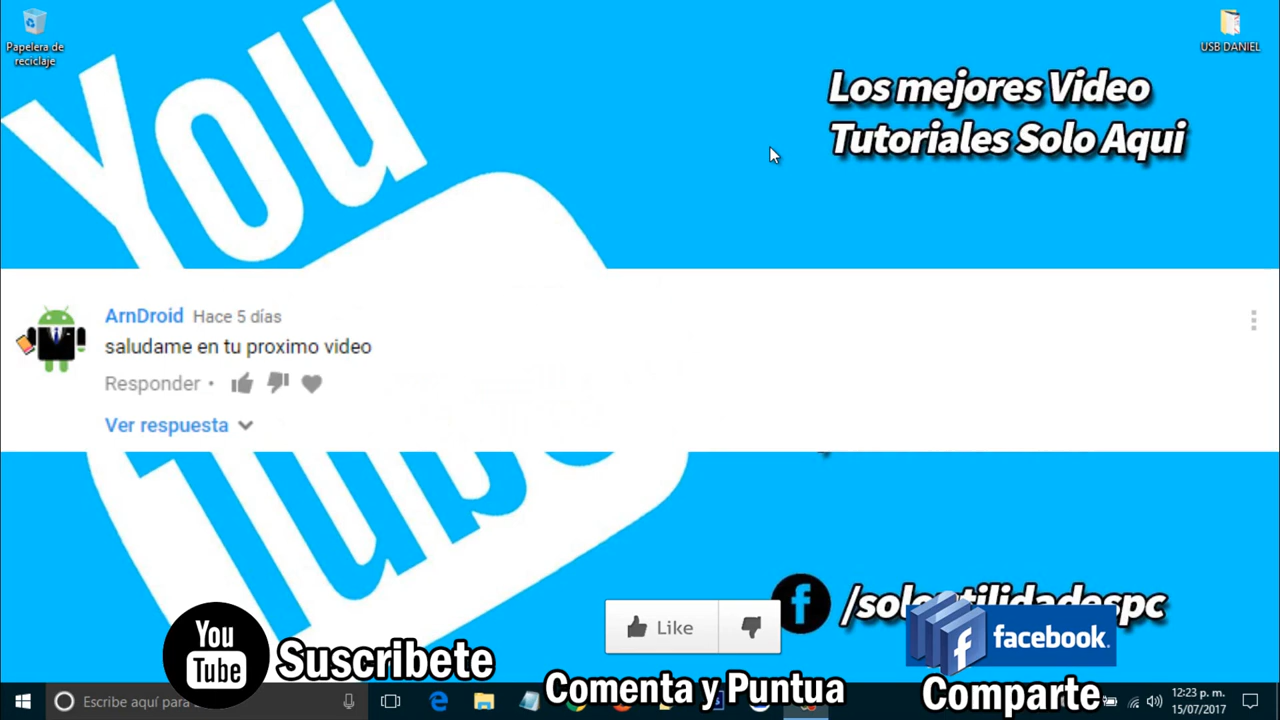 Papelera de
reciclaje
USB DANIEL
You
Tube
Los mejores Video
Tutoriales Solo Aqui
ArnDroid Hace 5 días
saludame en tu proximo video
Responder •
Ver respuesta
/soloutilidadespc
You
Tube
Suscribete
Like
Comenta y Puntua
facebook.
Comparte
Escribe aquí para
12:23 p. m.
15/07/2017